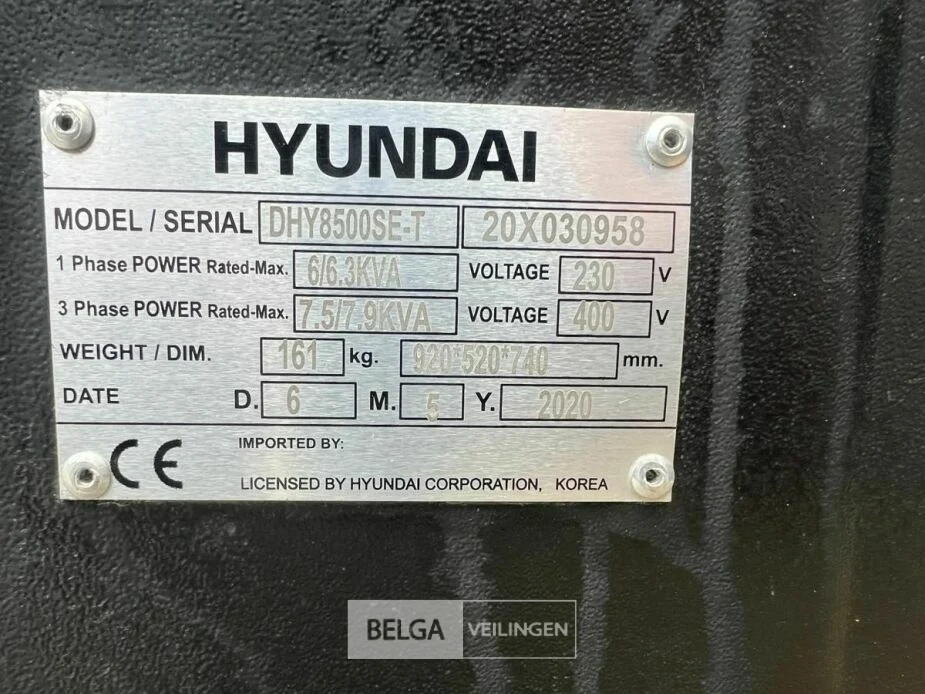 HYUNDAI
MODEL / SERIAL DHY8500SE-T 20X030958
1 Phase POWER Rated-Max. 6/6.3KVA VOLTAGE 230 V
3 Phase POWER Rated-Max. 7.5/7.9KVA VOLTAGE 400 V
WEIGHT / DIM. 161 kg. 920*520*740 mm.
DATE D. 6 M. 5 Y. 2020
CE IMPORTED BY:
LICENSED BY HYUNDAI CORPORATION, KOREA
BELGA VEILINGEN